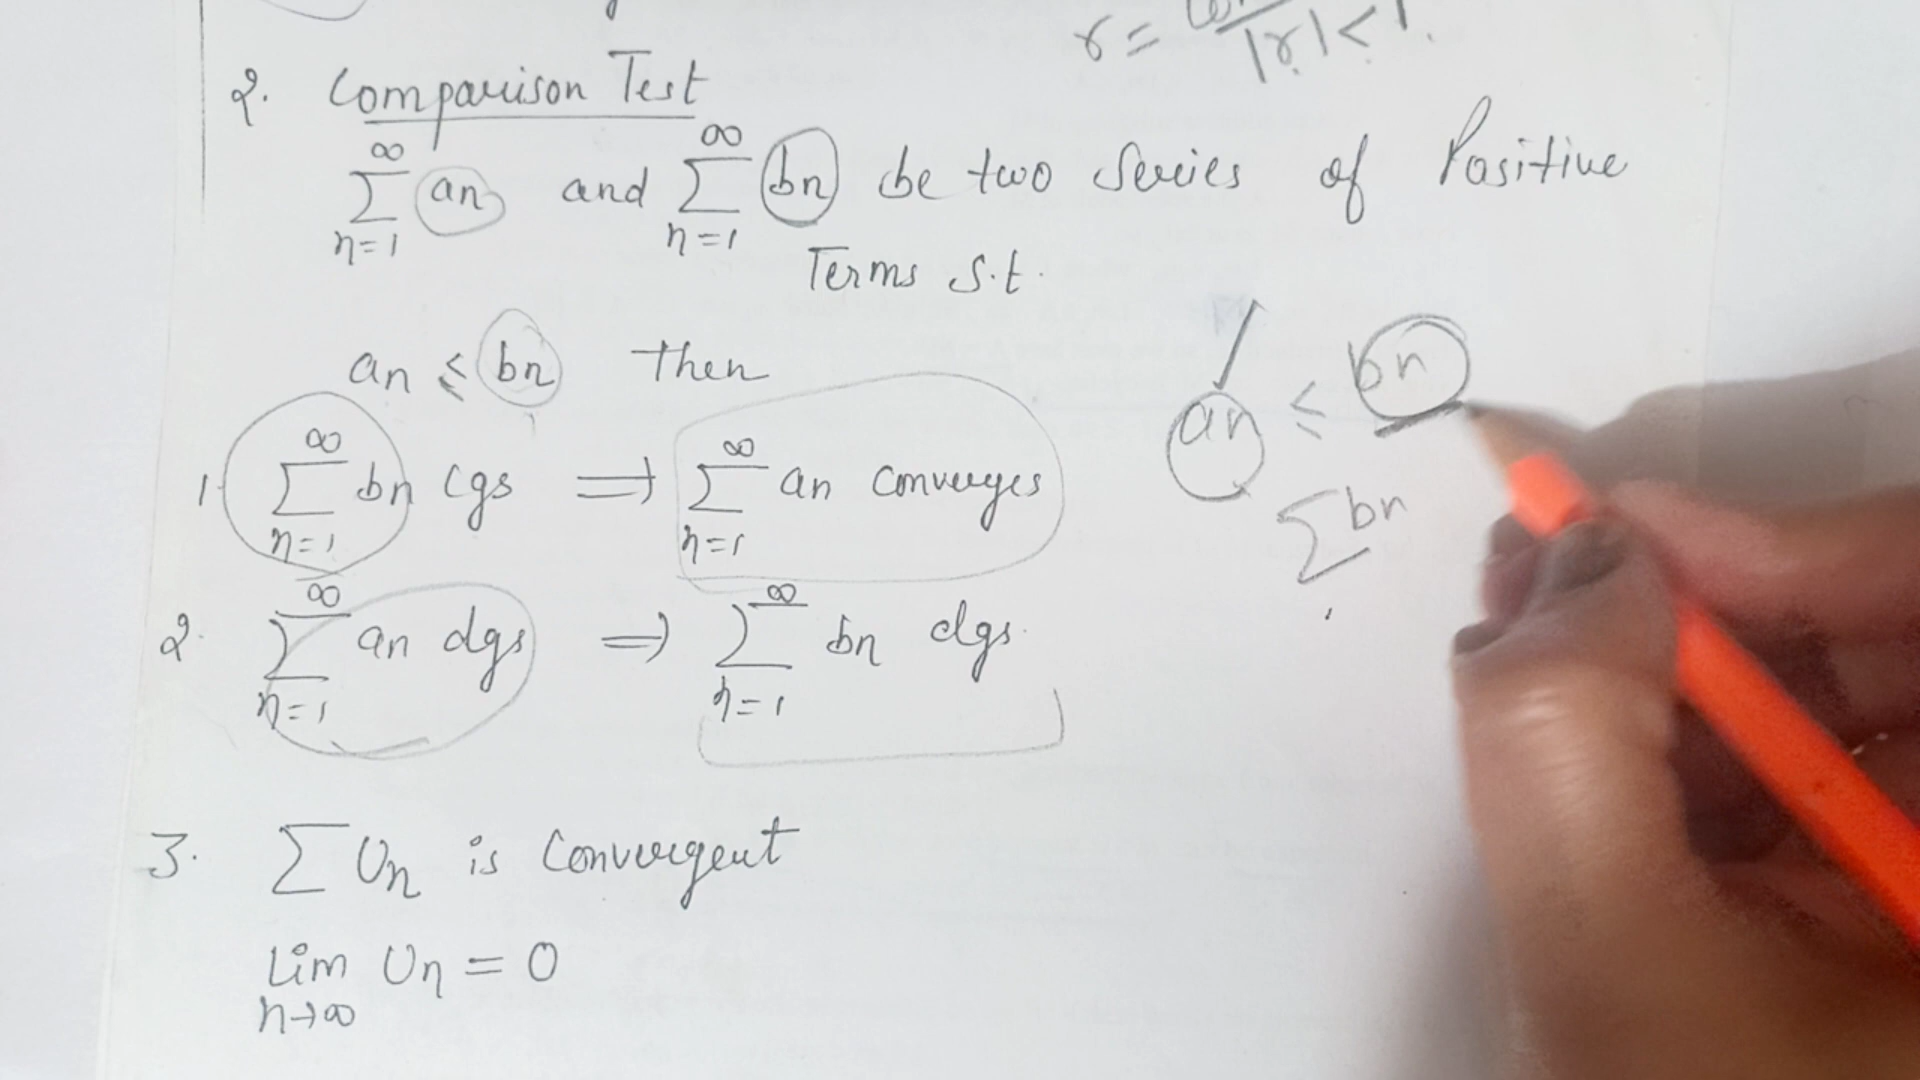 r = |r| < 1.
2. Comparison Test
∞ ∑ n=1 an and ∞ ∑ n=1 bn be two Series of Positive
Terms s.t.
an ≤ bn Then
1. ∞ ∑ n=1 bn cgs ⟹ ∞ ∑ n=1 an converges
2. ∞ ∑ n=1 an dgs ⟹ ∞ ∑ n=1 bn dgs.
an ≤ bn
∑ bn
3. ∑ Un is Convergent
Lim n→∞ Un = 0